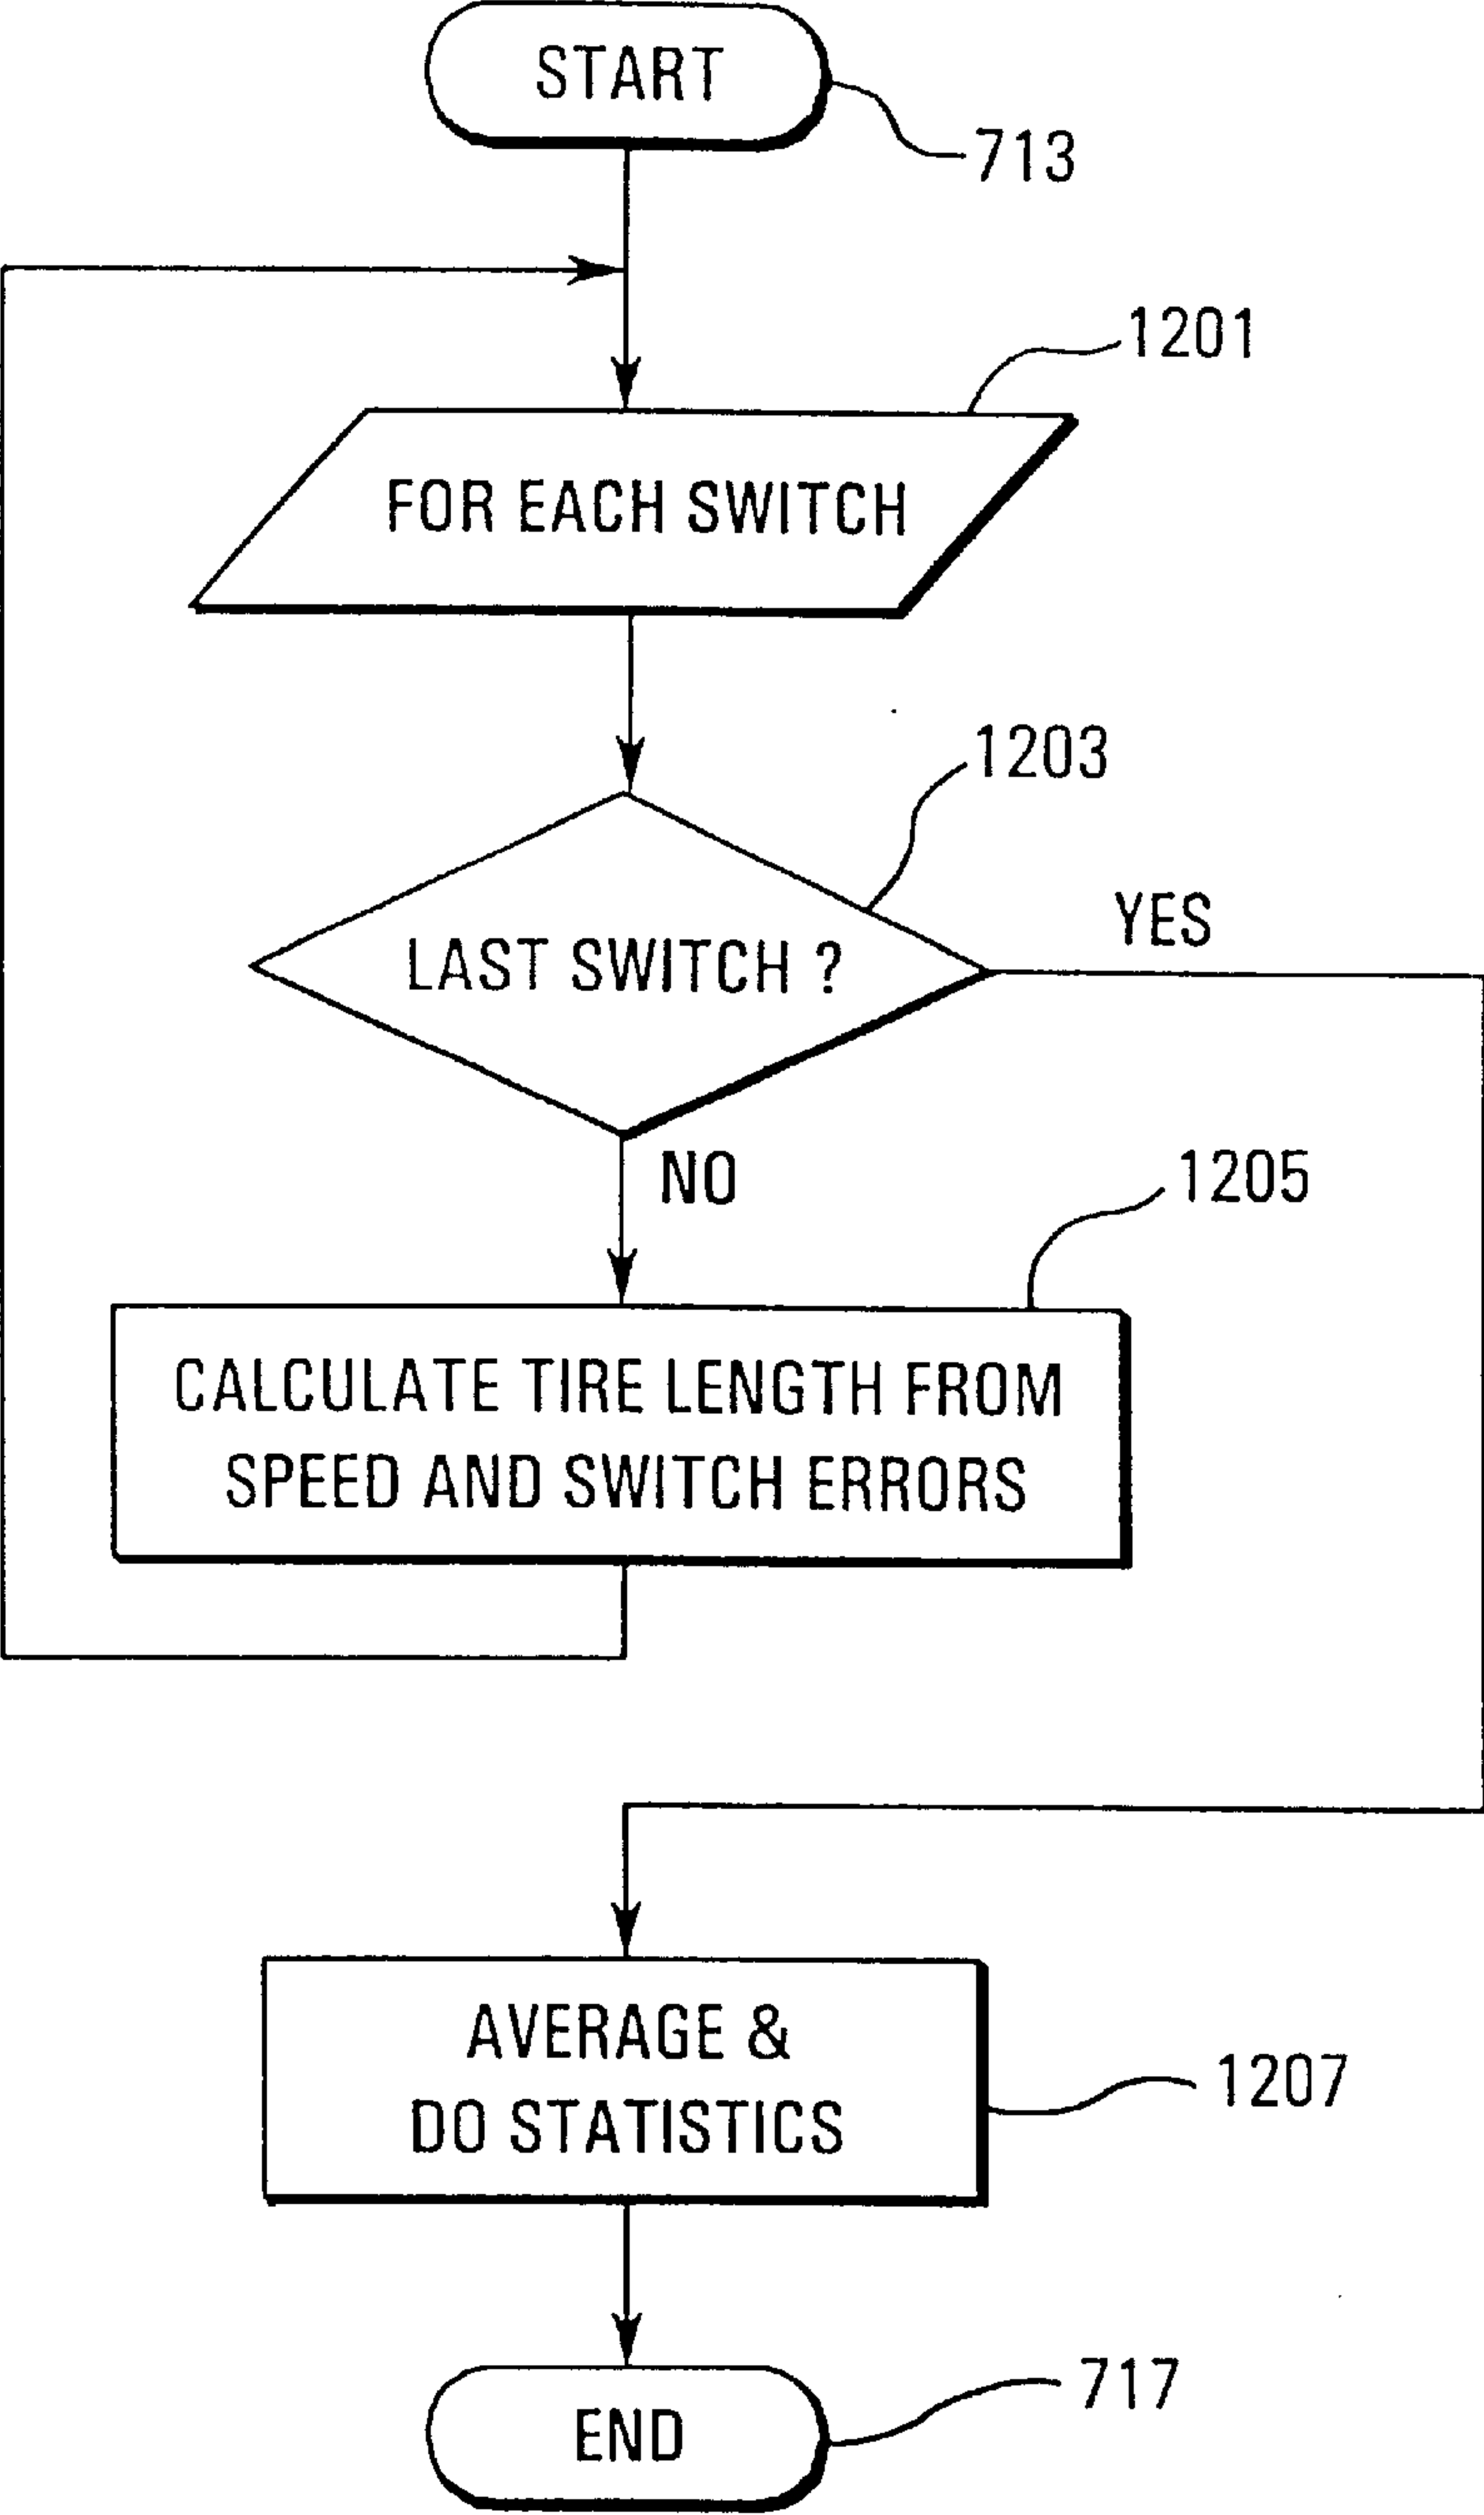 START
713
1201
FOR EACH SWITCH
1203
YES
LAST SWITCH ?
NO
1205
CALCULATE TIRE LENGTH FROM
SPEED AND SWITCH ERRORS
AVERAGE &
1207
DO STATISTICS
717
END